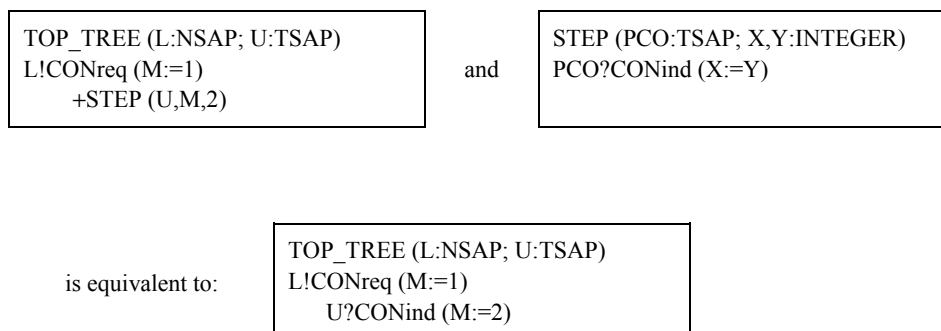 TOP_TREE (L:NSAP; U:TSAP)
L!CONreq (M:=1)
+STEP (U,M,2)
and
STEP (PCO:TSAP; X,Y:INTEGER)
PCO?CONind (X:=Y)
is equivalent to:
TOP_TREE (L:NSAP; U:TSAP)
L!CONreq (M:=1)
U?CONind (M:=2)